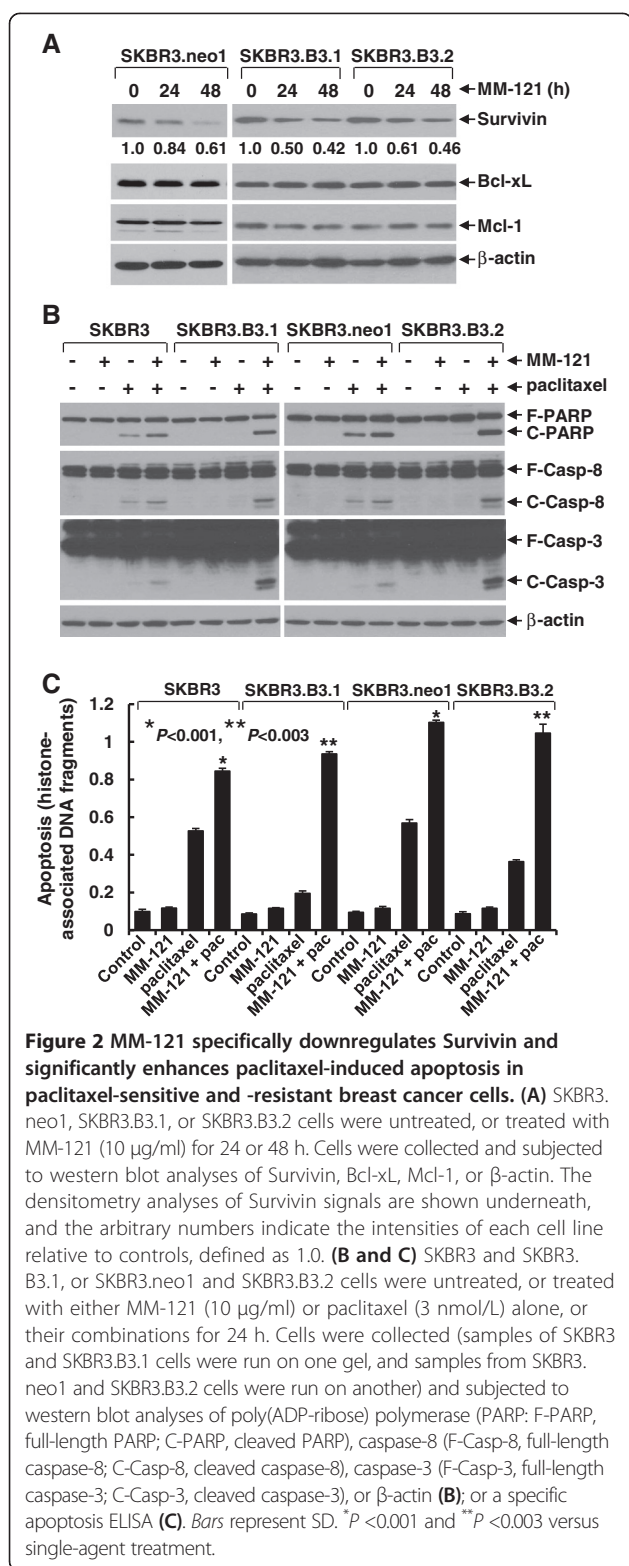 A
SKBR3.neo1 SKBR3.B3.1 SKBR3.B3.2
0 24 48 0 24 48 0 24 48 MM-121 (h)
Survivin
1.0 0.84 0.61 1.0 0.50 0.42 1.0 0.61 0.46
Bcl-xL
Mcl-1
β-actin
B
SKBR3 SKBR3.B3.1 SKBR3.neo1 SKBR3.B3.2
- + - + - + - + - + - + - + - + MM-121
- - + + - - + + - - + + - - + + paclitaxel
F-PARP
C-PARP
F-Casp-8
C-Casp-8
F-Casp-3
C-Casp-3
β-actin
C
SKBR3 SKBR3.B3.1 SKBR3.neo1 SKBR3.B3.2
* P<0.001, ** P<0.003
* ** * **
Apoptosis (histone-
associated DNA fragments
1.2
1
0.8
0.6
0.4
0.2
0
Control MM-121 paclitaxel MM-121 + pac Control MM-121 paclitaxel MM-121 + pac Control MM-121 paclitaxel MM-121 + pac Control MM-121 paclitaxel MM-121 + pac
Figure 2 MM-121 specifically downregulates Survivin and
significantly enhances paclitaxel-induced apoptosis in
paclitaxel-sensitive and -resistant breast cancer cells. (A) SKBR3.
neo1, SKBR3.B3.1, or SKBR3.B3.2 cells were untreated, or treated with
MM-121 (10 μg/ml) for 24 or 48 h. Cells were collected and subjected
to western blot analyses of Survivin, Bcl-xL, Mcl-1, or β-actin. The
densitometry analyses of Survivin signals are shown underneath,
and the arbitrary numbers indicate the intensities of each cell line
relative to controls, defined as 1.0. (B and C) SKBR3 and SKBR3.
B3.1, or SKBR3.neo1 and SKBR3.B3.2 cells were untreated, or treated
with either MM-121 (10 μg/ml) or paclitaxel (3 nmol/L) alone, or
their combinations for 24 h. Cells were collected (samples of SKBR3
and SKBR3.B3.1 cells were run on one gel, and samples from SKBR3.
neo1 and SKBR3.B3.2 cells were run on another) and subjected to
western blot analyses of poly(ADP-ribose) polymerase (PARP: F-PARP,
full-length PARP; C-PARP, cleaved PARP), caspase-8 (F-Casp-8, full-length
caspase-8; C-Casp-8, cleaved caspase-8), caspase-3 (F-Casp-3, full-length
caspase-3; C-Casp-3, cleaved caspase-3), or β-actin (B); or a specific
apoptosis ELISA (C). Bars represent SD. *P <0.001 and **P <0.003 versus
single-agent treatment.